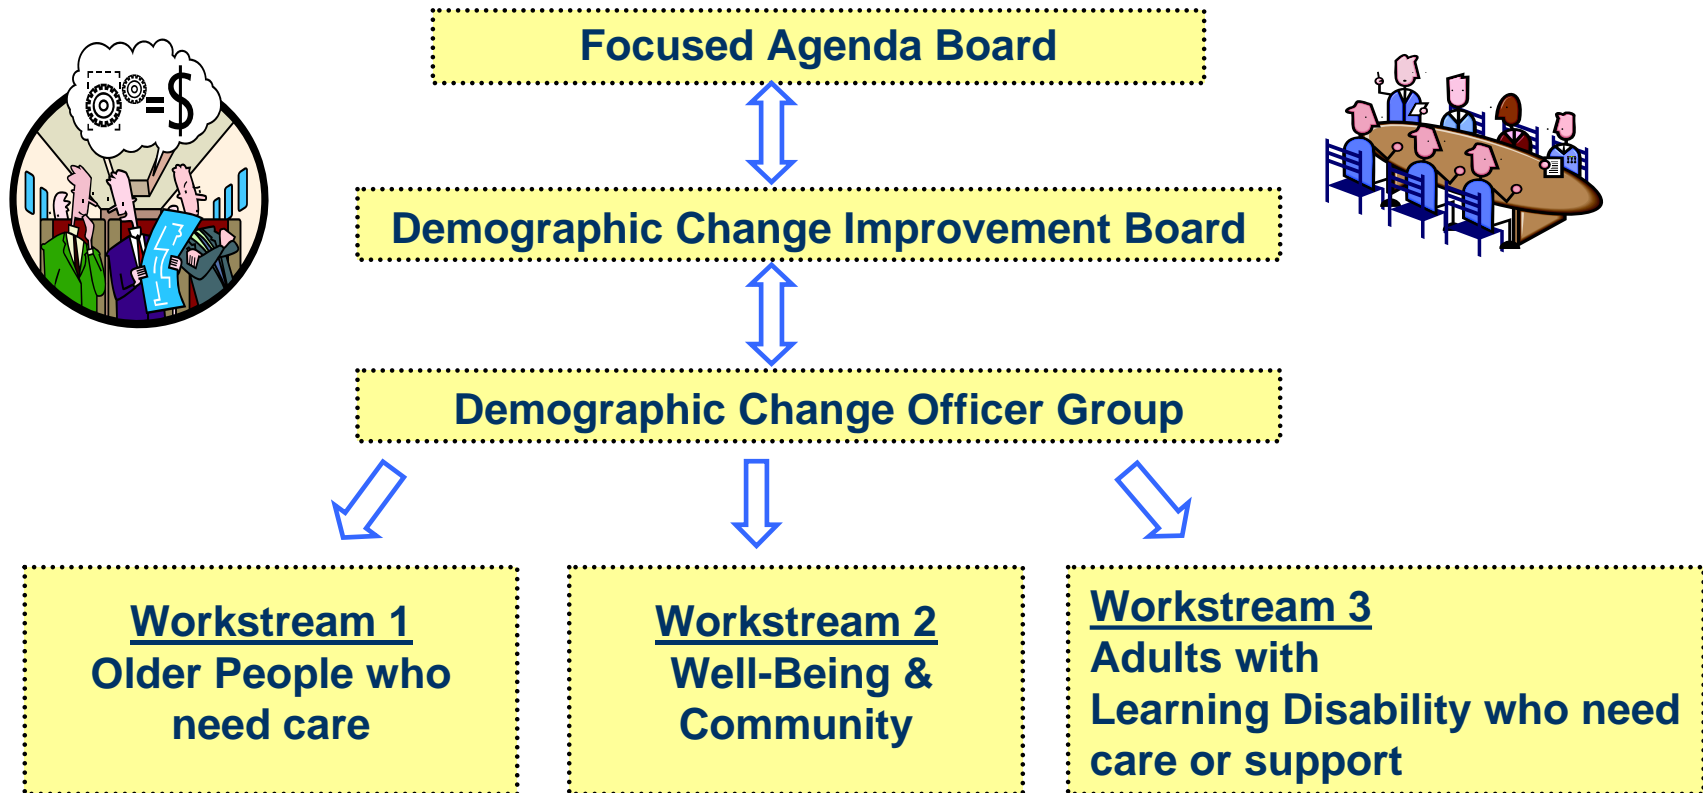 =$
Focused Agenda Board
Demographic Change Improvement Board
Demographic Change Officer Group
Workstream 1
Older People who
need care
Workstream 2
Well-Being &
Community
Workstream 3
Adults with
Learning Disability who need
care or support